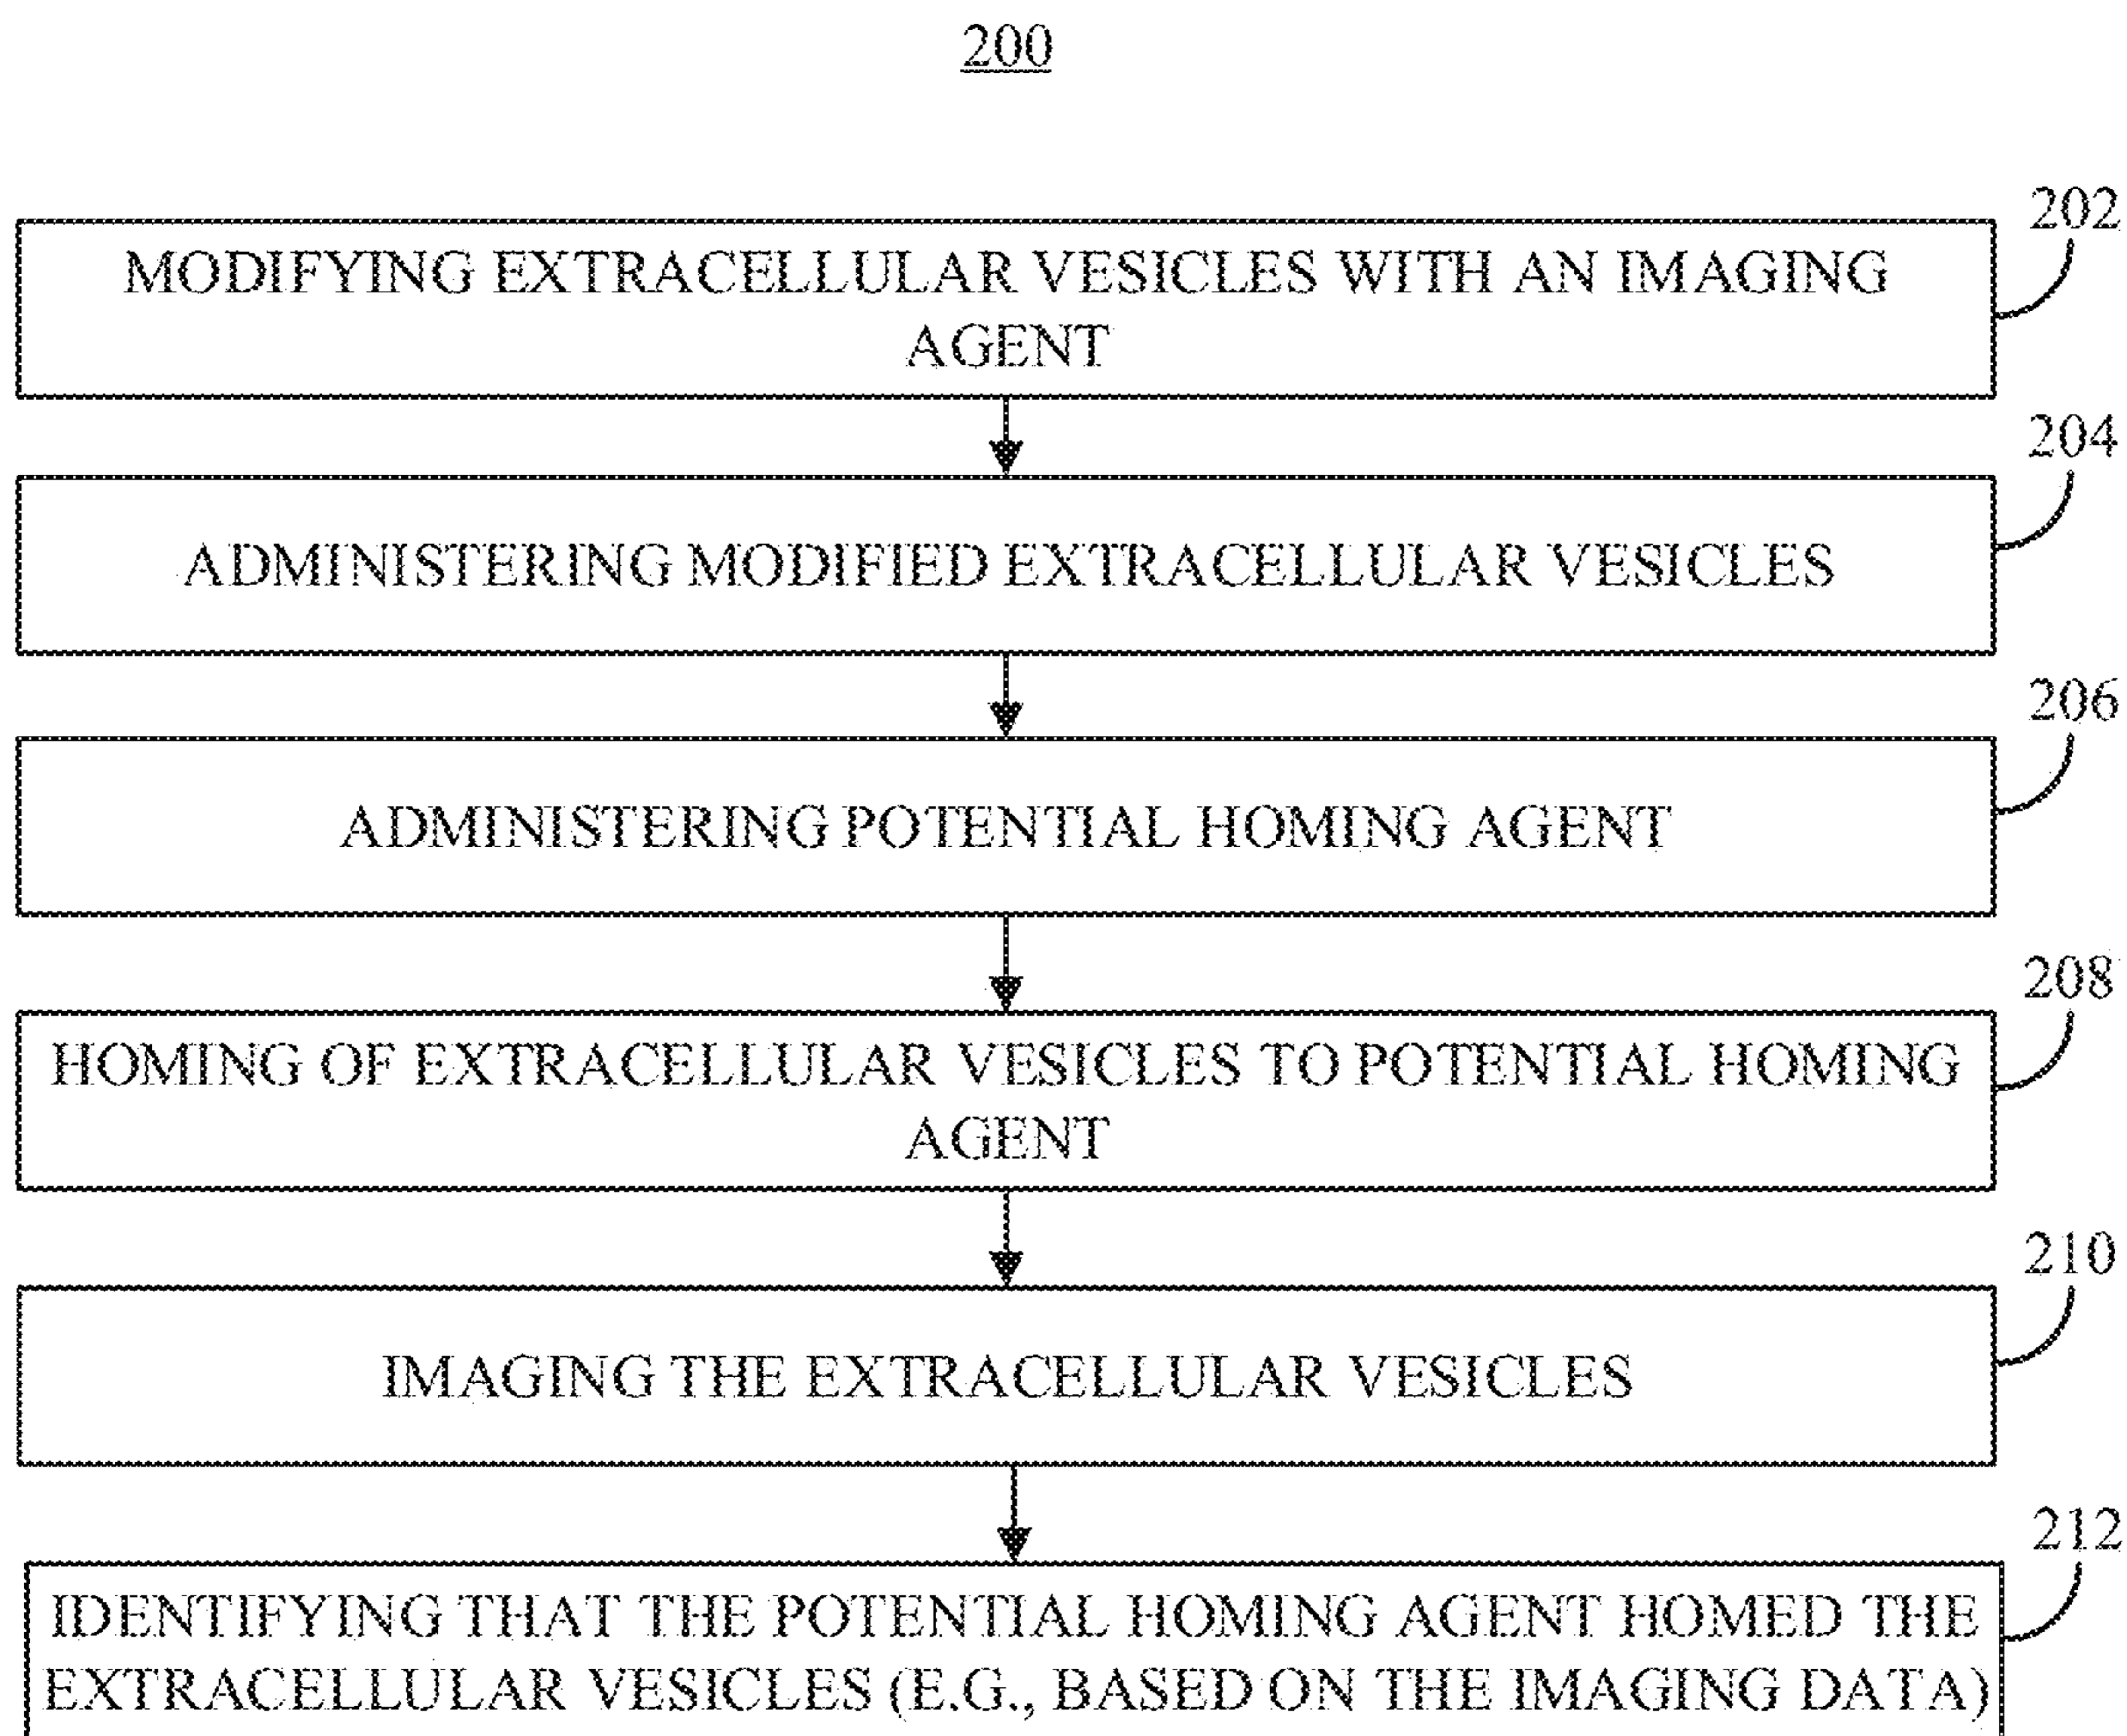 200
202
MODIFYING EXTRACELLULAR VESICLES WITH AN IMAGING
AGENT
204
ADMINISTERING MODIFIED EXTRACELLULAR VESICLES
206
ADMINISTERING POTENTIAL HOMING AGENT
208
HOMING OF EXTRACELLULAR VESICLES TO POTENTIAL HOMING
AGENT
210
IMAGING THE EXTRACELLULAR VESICLES
212
IDENTIFYING THAT THE POTENTIAL HOMING AGENT HOMED THE
EXTRACELLULAR VESICLES (E.G., BASED ON THE IMAGING DATA)